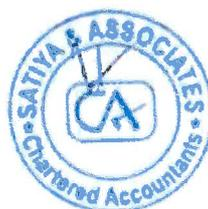 SATIYA & ASSOCIATES
CA
Chartered Accountants